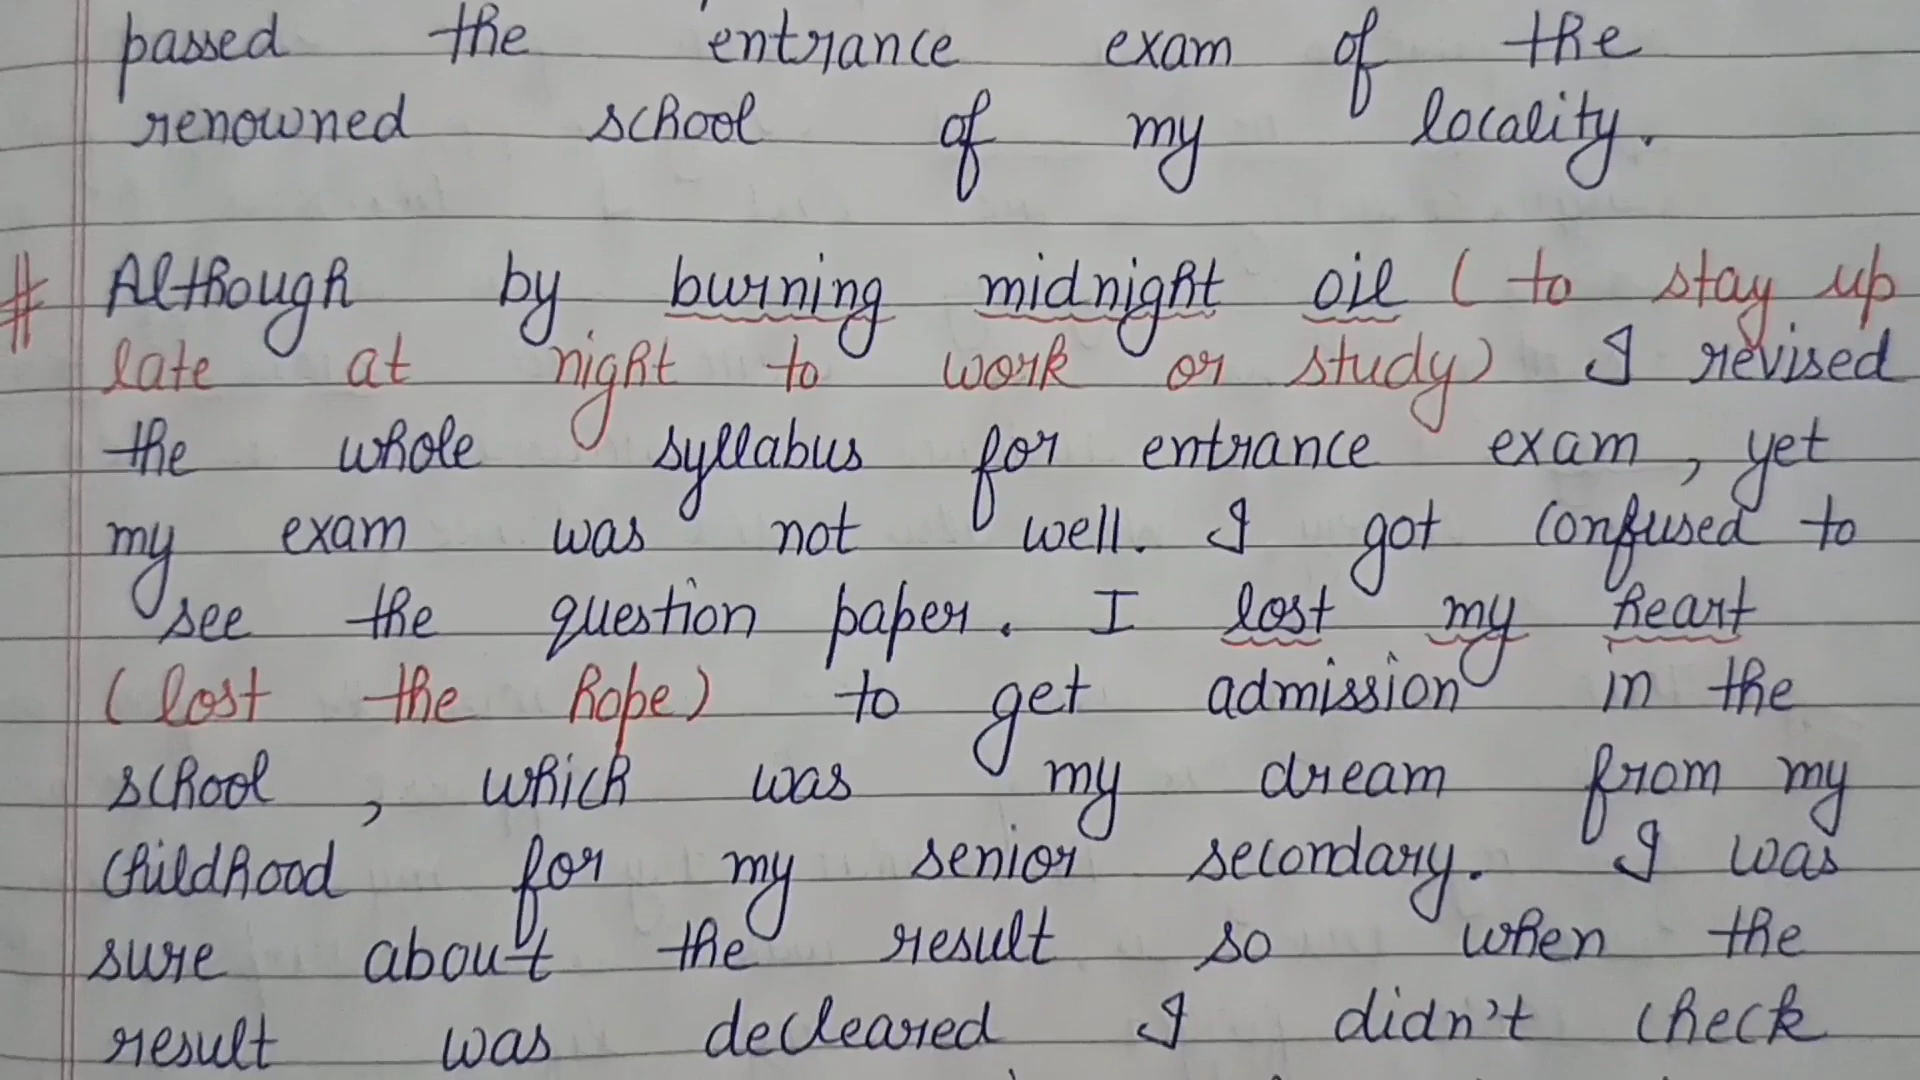 passed the entrance exam of the
renowned school of my locality.
# Although by burning midnight oil ( to stay up
late at night to work or study) I revised
the whole syllabus for entrance exam, yet
my exam was not well. I got confused to
see the question paper. I lost my heart
(lost the hope) to get admission in the
school, which was my dream from my
childhood for my senior secondary. I was
sure about the result so when the
result was decleared I didn't check